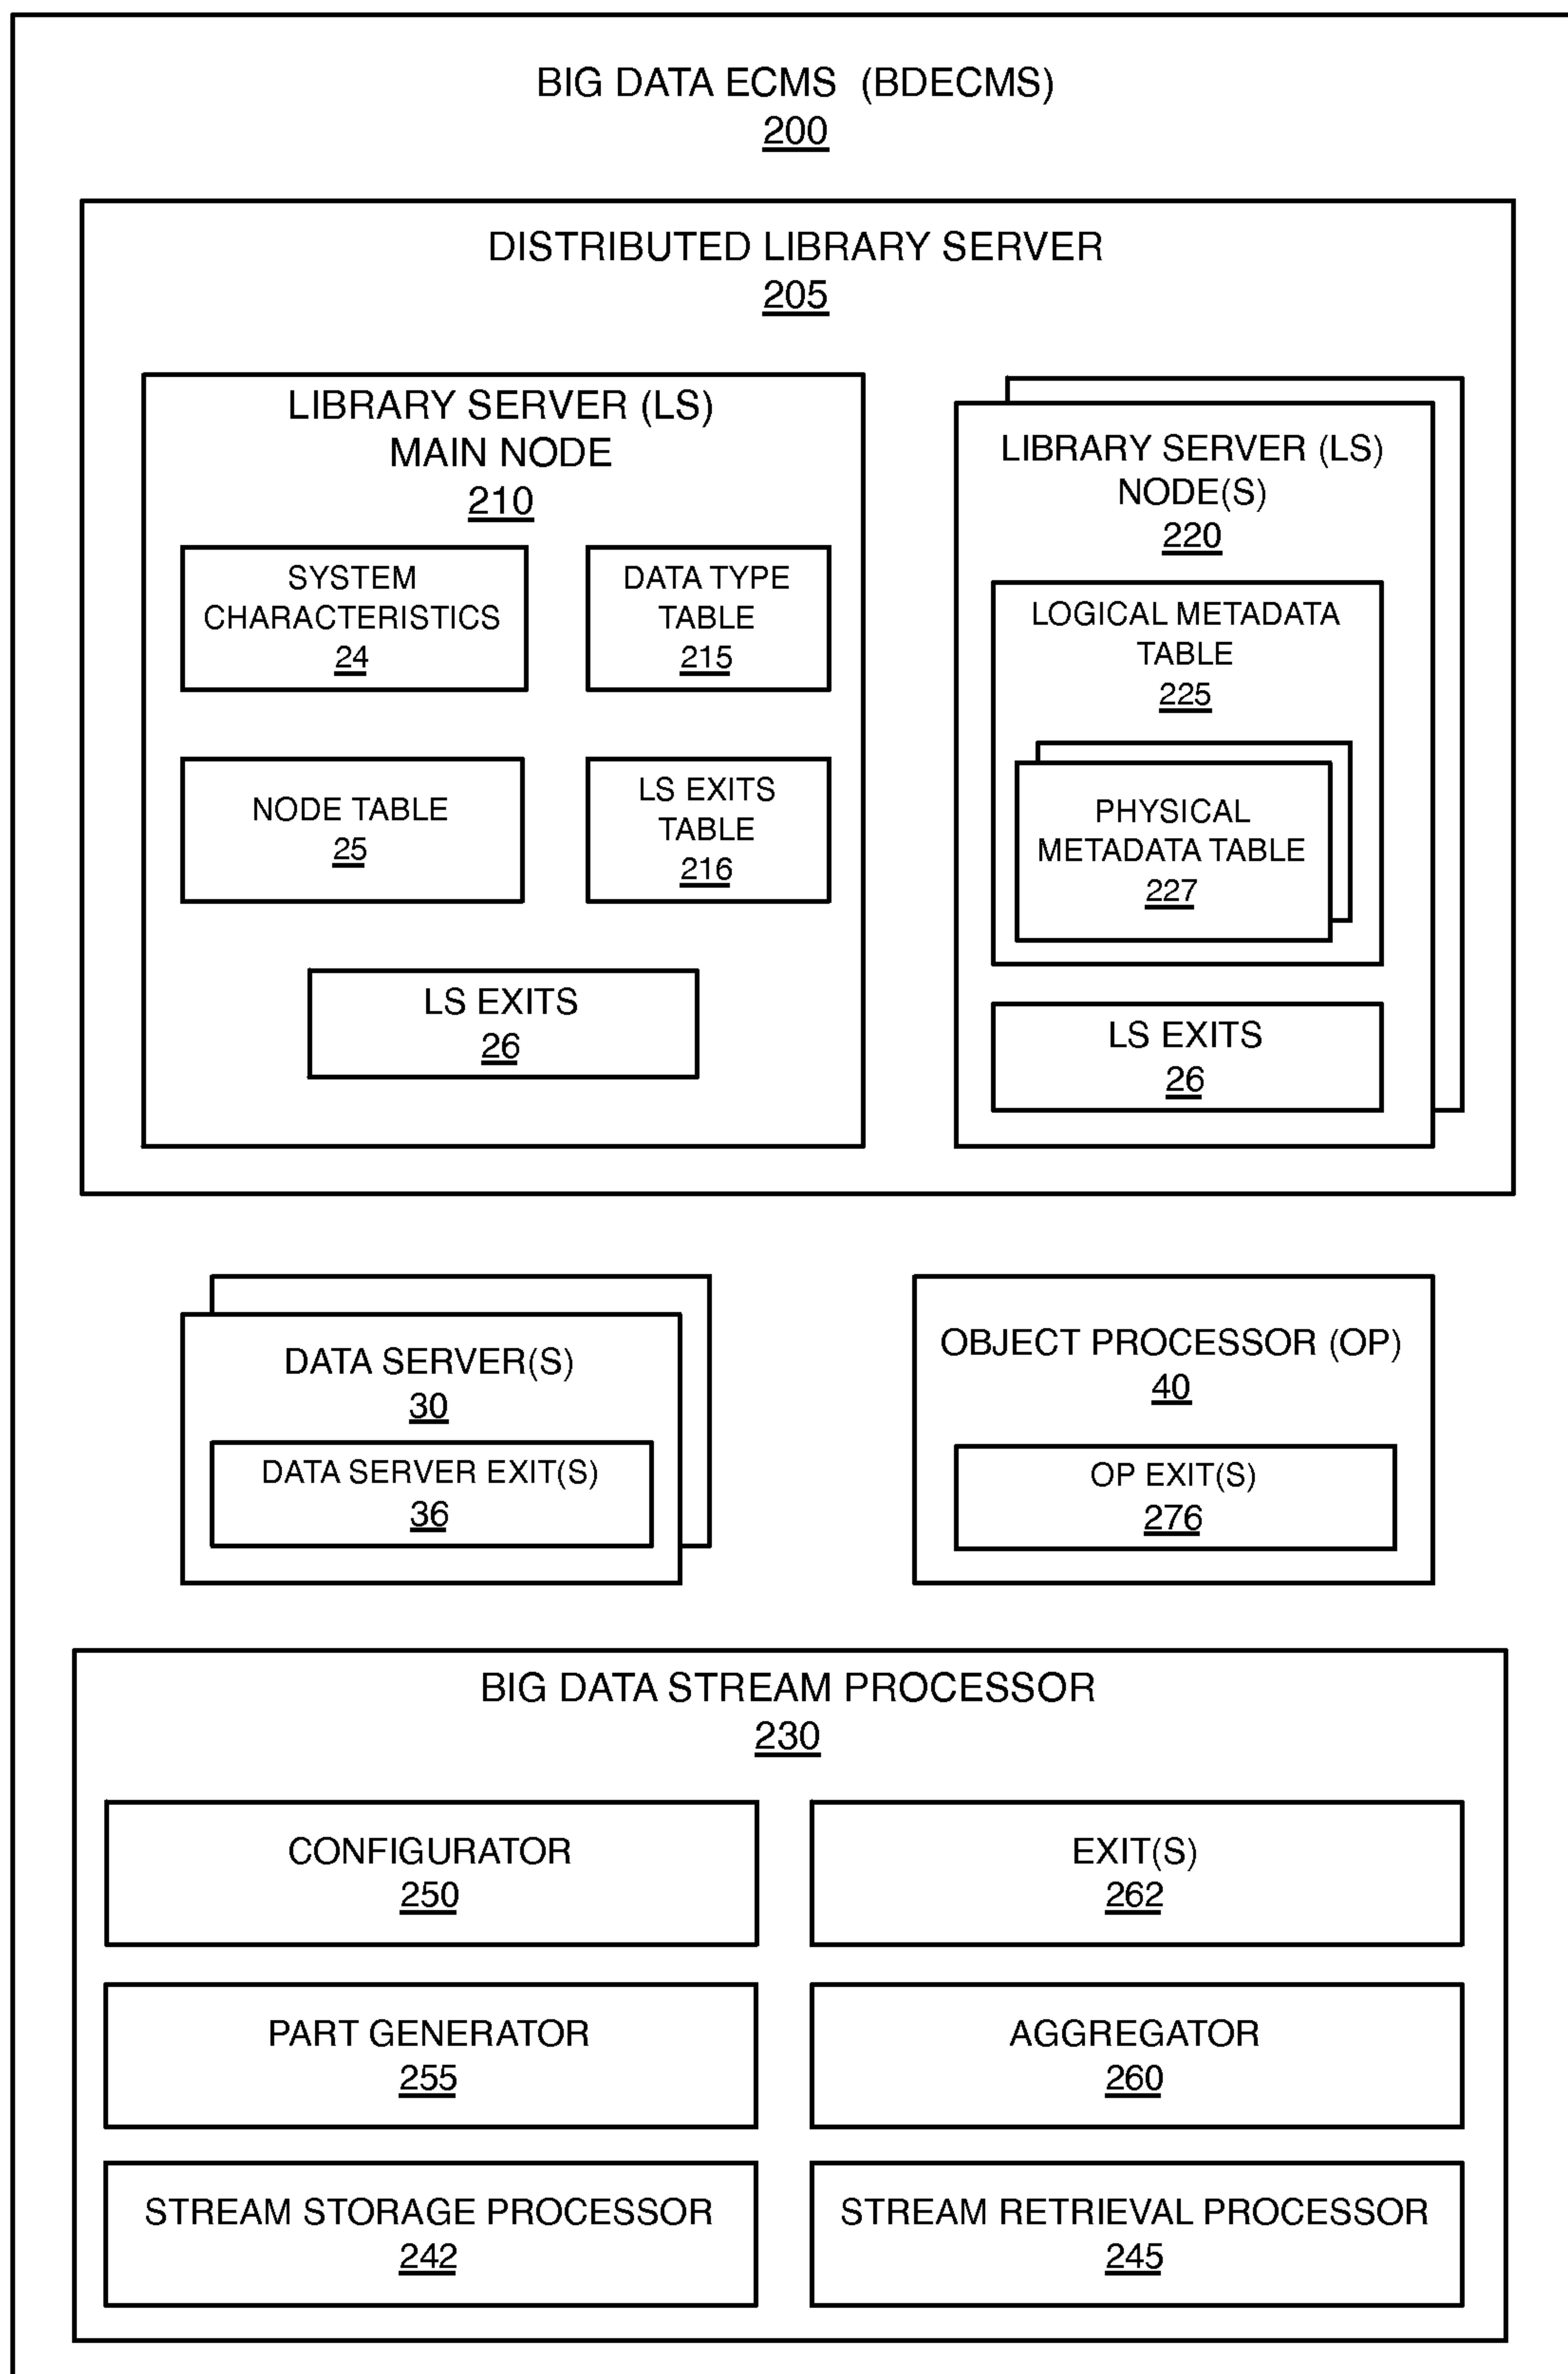 BIG DATA ECMS (BDECMS)
200
DISTRIBUTED LIBRARY SERVER
205
LIBRARY SERVER (LS)
MAIN NODE
210
SYSTEM
CHARACTERISTICS
24
DATA TYPE
TABLE
215
NODE TABLE
25
LS EXITS
TABLE
216
LS EXITS
26
LIBRARY SERVER (LS)
NODE(S)
220
LOGICAL METADATA
TABLE
225
PHYSICAL
METADATA TABLE
227
LS EXITS
26
DATA SERVER(S)
30
DATA SERVER EXIT(S)
36
OBJECT PROCESSOR (OP)
40
OP EXIT(S)
276
BIG DATA STREAM PROCESSOR
230
CONFIGURATOR
250
EXIT(S)
262
PART GENERATOR
255
AGGREGATOR
260
STREAM STORAGE PROCESSOR
242
STREAM RETRIEVAL PROCESSOR
245